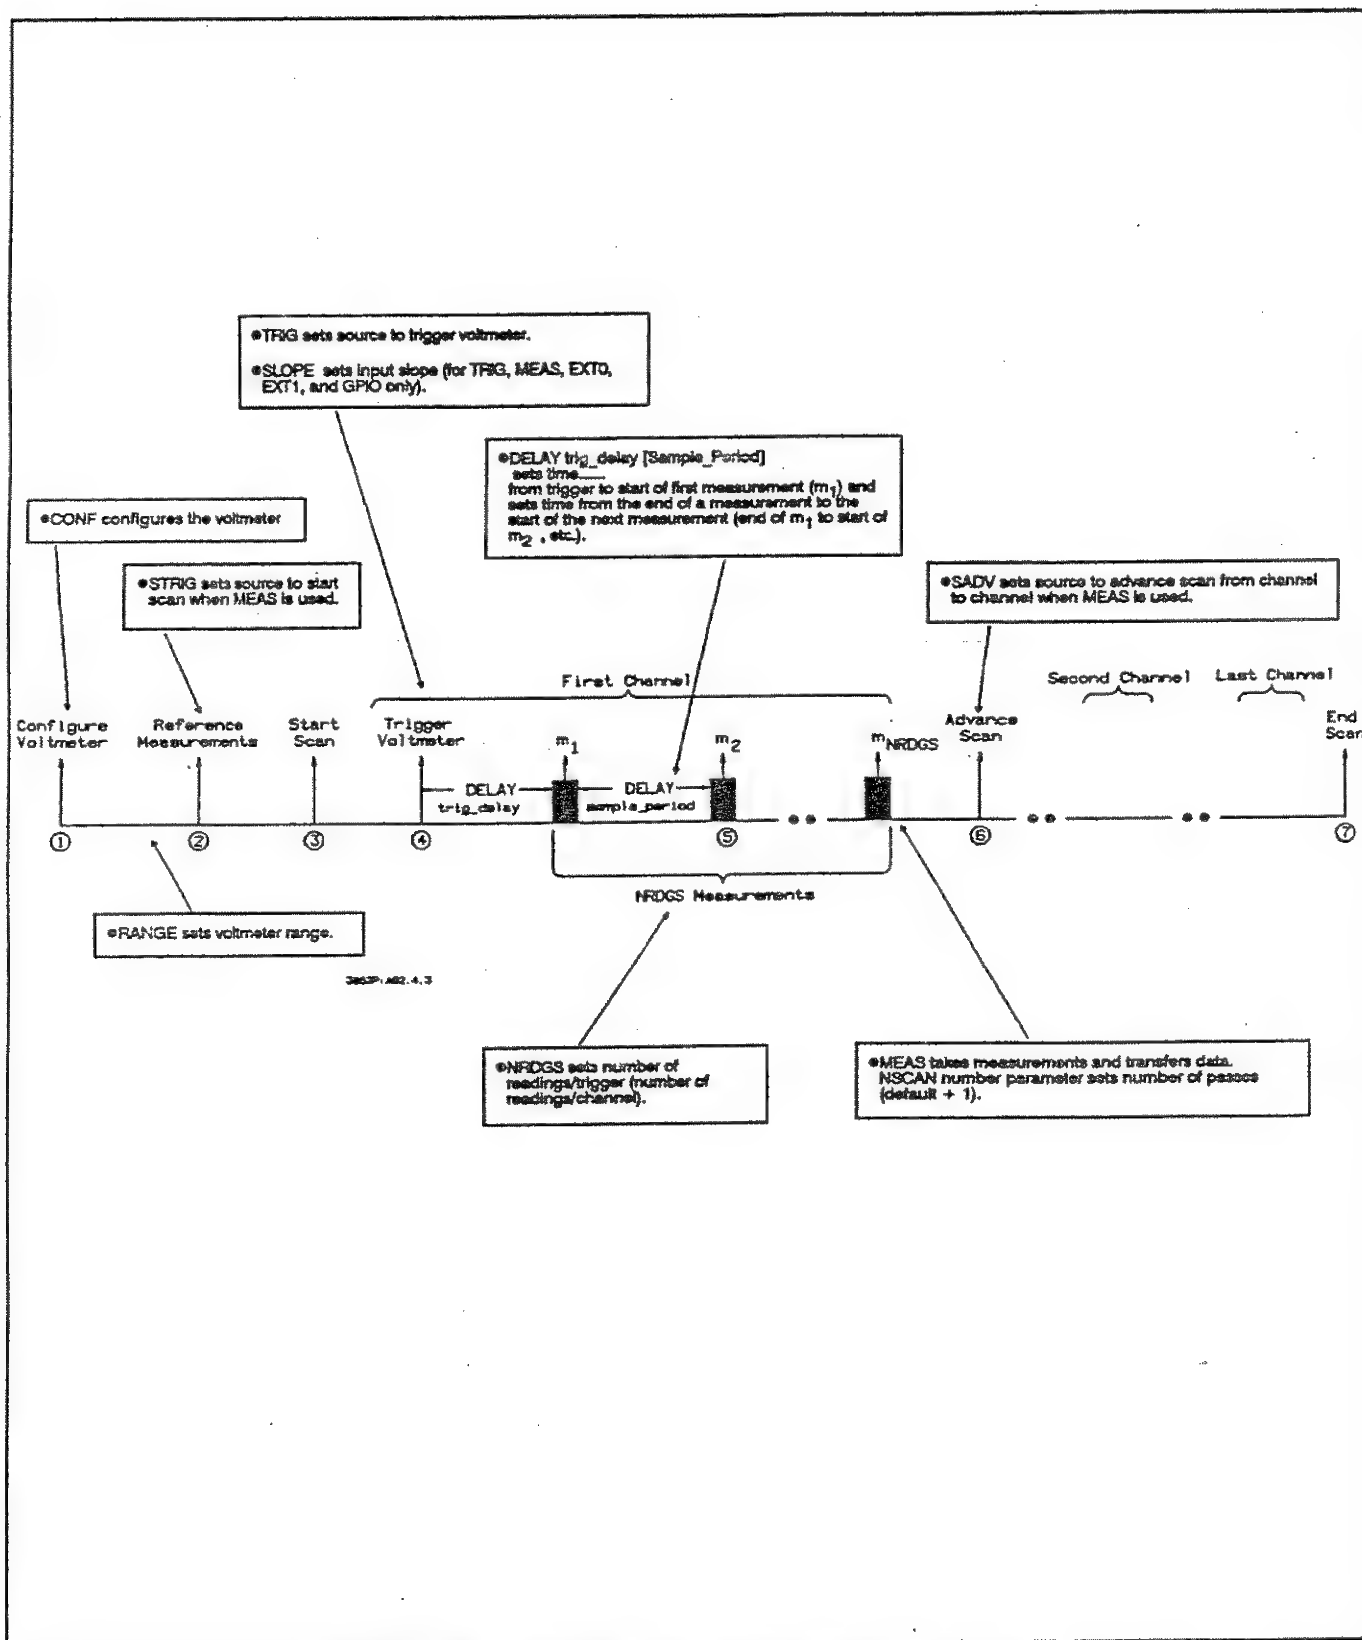 ●TRIG sets source to trigger voltmeter.
●SLOPE sets input slope (for TRIG, MEAS, EXT0,
EXT1, and GPIO only).
●DELAY trig_delay [Sample_Period]
sets time......
from trigger to start of first measurement (m1) and
sets time from the end of a measurement to the
start of the next measurement (end of m1 to start of
m2 , etc.).
●CONF configures the voltmeter
●STRIG sets source to start
scan when MEAS is used.
●SADV sets source to advance scan from channel
to channel when MEAS is used.
First Channel
Second Channel
Last Channel
Configure
Voltmeter
Reference
Measurements
Start
Scan
Trigger
Voltmeter
m1
m2
mNRDGS
Advance
Scan
End
Scan
DELAY
trig_delay
DELAY
sample_period
① ② ③ ④ ⑤ ⑥ ⑦
NRDGS Measurements
●RANGE sets voltmeter range.
●NRDGS sets number of
readings/trigger (number of
readings/channel).
●MEAS takes measurements and transfers data.
NSCAN number parameter sets number of passes
(default + 1).